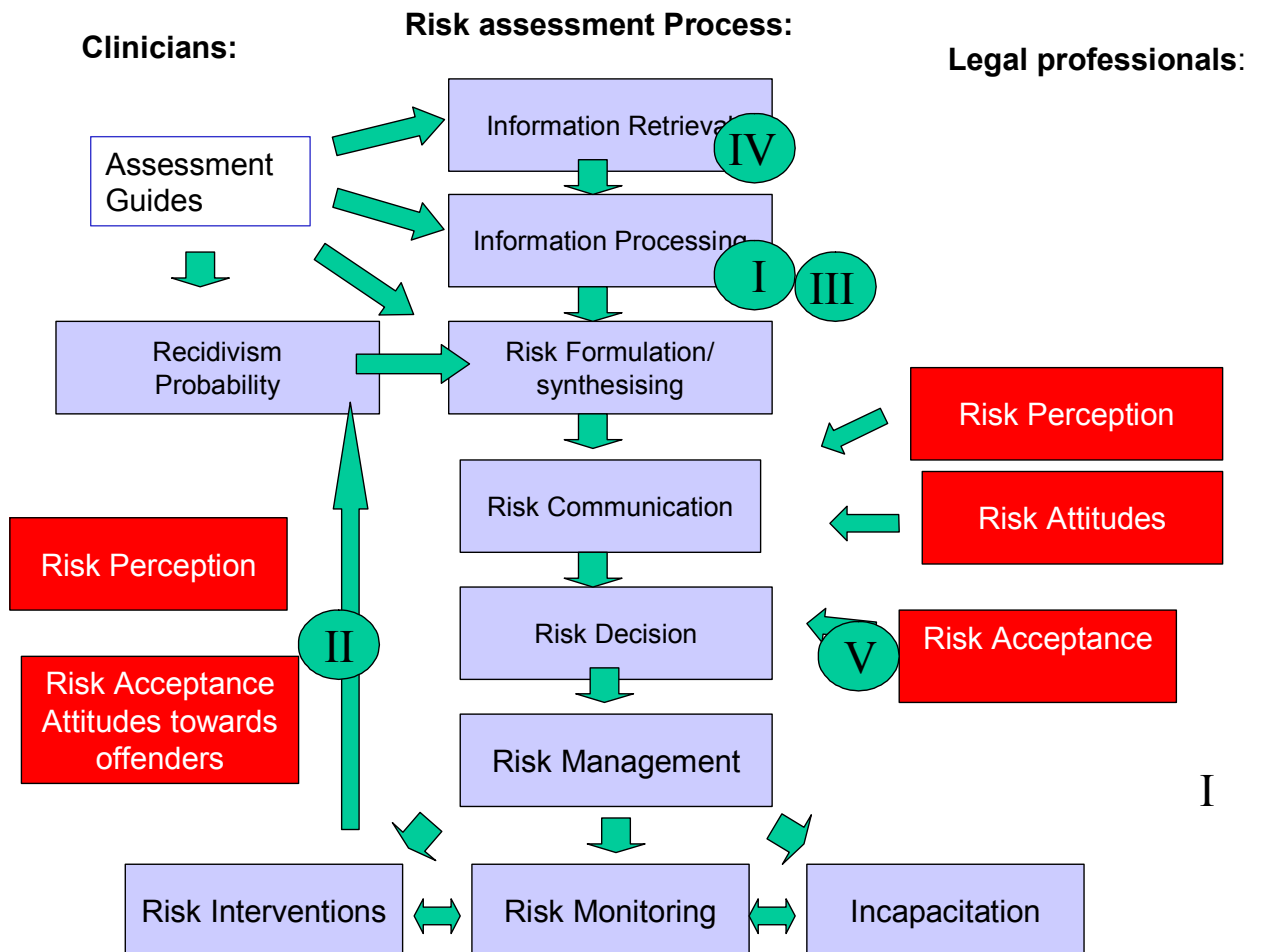 Risk assessment Process:
Clinicians:
Legal professionals:
Information Retrieval
IV
Assessment
Guides
Information Processing
I
III
Recidivism
Probability
Risk Formulation/
synthesising
Risk Perception
Risk Communication
Risk Attitudes
Risk Perception
Risk Decision
II
V
Risk Acceptance
Risk Acceptance
Attitudes towards
offenders
Risk Management
I
Risk Interventions
Risk Monitoring
Incapacitation